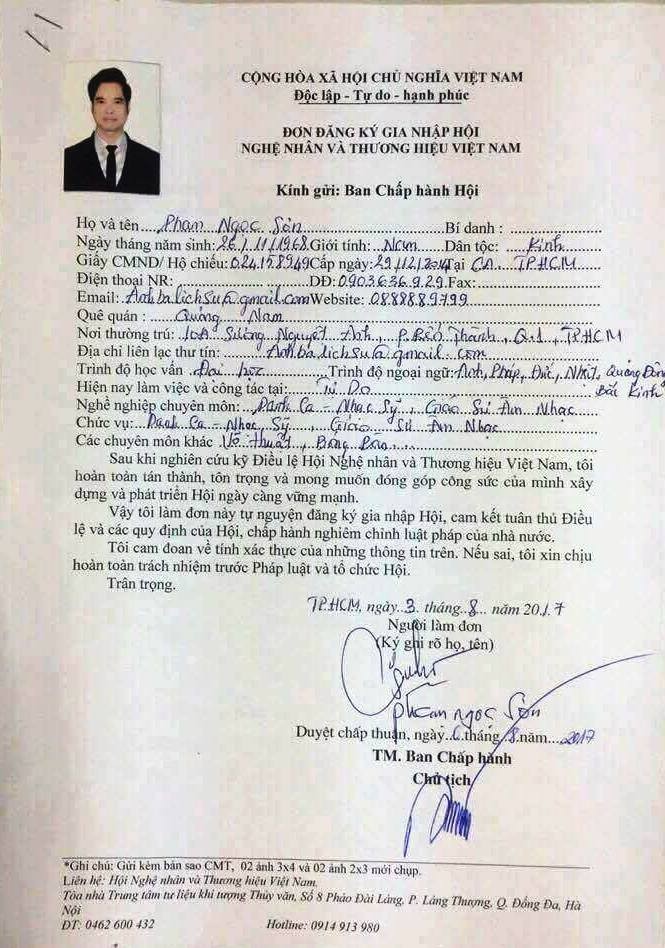 CỘNG HÒA XÃ HỘI CHỦ NGHĨA VIỆT NAM
Độc lập - Tự do - hạnh phúc
ĐƠN ĐĂNG KÝ GIA NHẬP HỘI
NGHỆ NHÂN VÀ THƯƠNG HIỆU VIỆT NAM
Kính gửi: Ban Chấp hành Hội
Họ và tên....Phạm Ngọc Sơn..........Bí danh :
Ngày tháng năm sinh:26/11/1968.Giới tính:..Nam....Dân tộc:...Kinh
Giấy CMND/ Hộ chiếu:024158949Cấp ngày:29/12/2014Tại CA. TPHCM
Điện thoại NR:...............DĐ:0903636929.Fax:
Email: Anhbalichsu@gmail.comWebsite: 0888889799
Quê quán :........Quảng Nam
Nơi thường trú:..10A Sương Nguyệt Anh, P.Bến Thành, Q.1, TPHCM
Địa chỉ liên lạc thư tín:.......Anhbalichsu@gmail.com
Trình độ học vấn Đại học............Trình độ ngoại ngữ:Anh, Pháp, Đức, Nhật, Quảng Đông
Hiện nay làm việc và công tác tại:......Tự Do............Bắc Kinh
Nghề nghiệp chuyên môn:..Danh Ca - Nhạc Sỹ, Giáo Sư Âm Nhạc
Chức vụ:..Danh Ca - Nhạc Sỹ, Giáo Sư Âm Nhạc
Các chuyên môn khác Võ thuật, Bóng Bàn
Sau khi nghiên cứu kỹ Điều lệ Hội Nghệ nhân và Thương hiệu Việt Nam, tôi
hoàn toàn tán thành, tôn trọng và mong muốn đóng góp công sức của mình xây
dựng và phát triển Hội ngày càng vững mạnh.
Vậy tôi làm đơn này tự nguyện đăng ký gia nhập Hội, cam kết tuân thủ Điều
lệ và các quy định của Hội, chấp hành nghiêm chỉnh luật pháp của nhà nước.
Tôi cam đoan về tính xác thực của những thông tin trên. Nếu sai, tôi xin chịu
hoàn toàn trách nhiệm trước Pháp luật và tổ chức Hội.
Trân trọng.
TPHCM, ngày..3. tháng..8... năm 201.7
Người làm đơn
(Ký ghi rõ họ, tên)
phạm ngọc Sơn
Duyệt chấp thuận, ngày.6.tháng./8.năm....2017
TM. Ban Chấp hành
Chủ tịch
*Ghi chú: Gửi kèm bản sao CMT, 02 ảnh 3x4 và 02 ảnh 2x3 mới chụp.
Liên hệ: Hội Nghệ nhân và Thương hiệu Việt Nam.
Tòa nhà Trung tâm tư liệu khí tượng Thủy văn, Số 8 Pháo Đài Láng, P. Láng Thượng, Q. Đống Đa, Hà
Nội
ĐT: 0462 600 432 Hotline: 0914 913 980